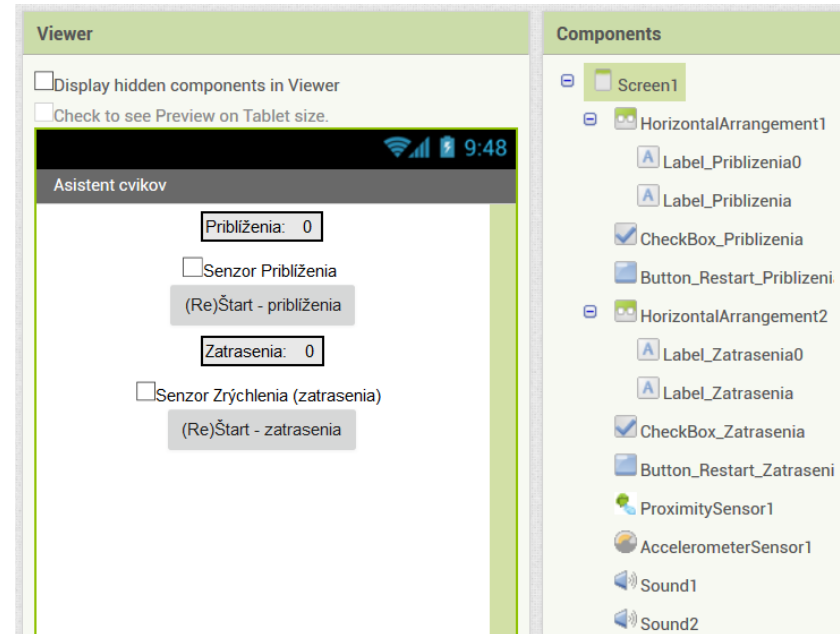 Viewer
Display hidden components in Viewer
Check to see Preview on Tablet size.
9:48
Asistent cvikov
Priblíženia: 0
Senzor Priblíženia
(Re)Štart - priblíženia
Zatrasenia: 0
Senzor Zrýchlenia (zatrasenia)
(Re)Štart - zatrasenia
Components
Screen1
HorizontalArrangement1
A Label_Priblizenia0
A Label_Priblizenia
CheckBox_Priblizenia
Button_Restart_Priblizeni
HorizontalArrangement2
A Label_Zatrasenia0
A Label_Zatrasenia
CheckBox_Zatrasenia
Button_Restart_Zatraseni
ProximitySensor1
AccelerometerSensor1
Sound1
Sound2